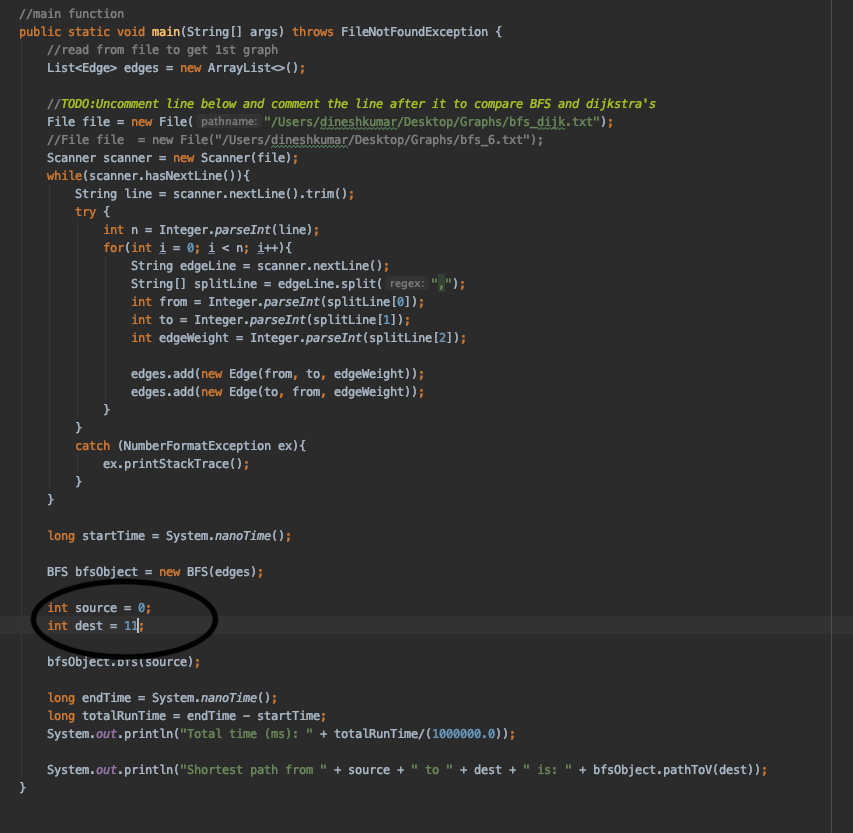 //main function
public static void main(String[] args) throws FileNotFoundException {
    //read from file to get 1st graph
    List<Edge> edges = new ArrayList<>();
    //TODO:Uncomment line below and comment the line after it to compare BFS and dijkstra's
    File file = new File( pathname: "/Users/dineshkumar/Desktop/Graphs/bfs_dijk.txt");
    //File file  = new File("/Users/dineshkumar/Desktop/Graphs/bfs_6.txt");
    Scanner scanner = new Scanner(file);
    while(scanner.hasNextLine()){
        String line = scanner.nextLine().trim();
        try {
            int n = Integer.parseInt(line);
            for(int i = 0; i < n; i++){
                String edgeLine = scanner.nextLine();
                String[] splitLine = edgeLine.split( regex: ",");
                int from = Integer.parseInt(splitLine[0]);
                int to = Integer.parseInt(splitLine[1]);
                int edgeWeight = Integer.parseInt(splitLine[2]);
                edges.add(new Edge(from, to, edgeWeight));
                edges.add(new Edge(to, from, edgeWeight));
            }
        }
        catch (NumberFormatException ex){
            ex.printStackTrace();
        }
    }
    long startTime = System.nanoTime();
    BFS bfsObject = new BFS(edges);
    int source = 0;
    int dest = 11;
    bfsObject.bfs(source);
    long endTime = System.nanoTime();
    long totalRunTime = endTime - startTime;
    System.out.println("Total time (ms): " + totalRunTime/(1000000.0));
    System.out.println("Shortest path from " + source + " to " + dest + " is: " + bfsObject.pathToV(dest));
}